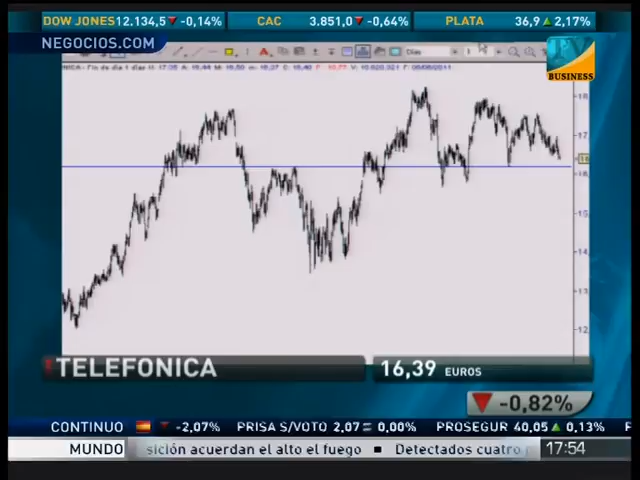 DOW JONES 12.134,5 ▼ -0,14% CAC 3.851,0 ▼ -0,64% PLATA 36,9 ▲ 2,17%
NEGOCIOS.COM
BUSINESS
18
17
15
14
13
12
TELEFONICA 16,39 EUROS
▼ -0,82%
CONTINUO ▼ -2,07% PRISA S/VOTO 2,07 = 0,00% PROSEGUR 40,05 ▲ 0,13%
MUNDO sición acuerdan el alto el fuego ■ Detectados cuatro 17:54